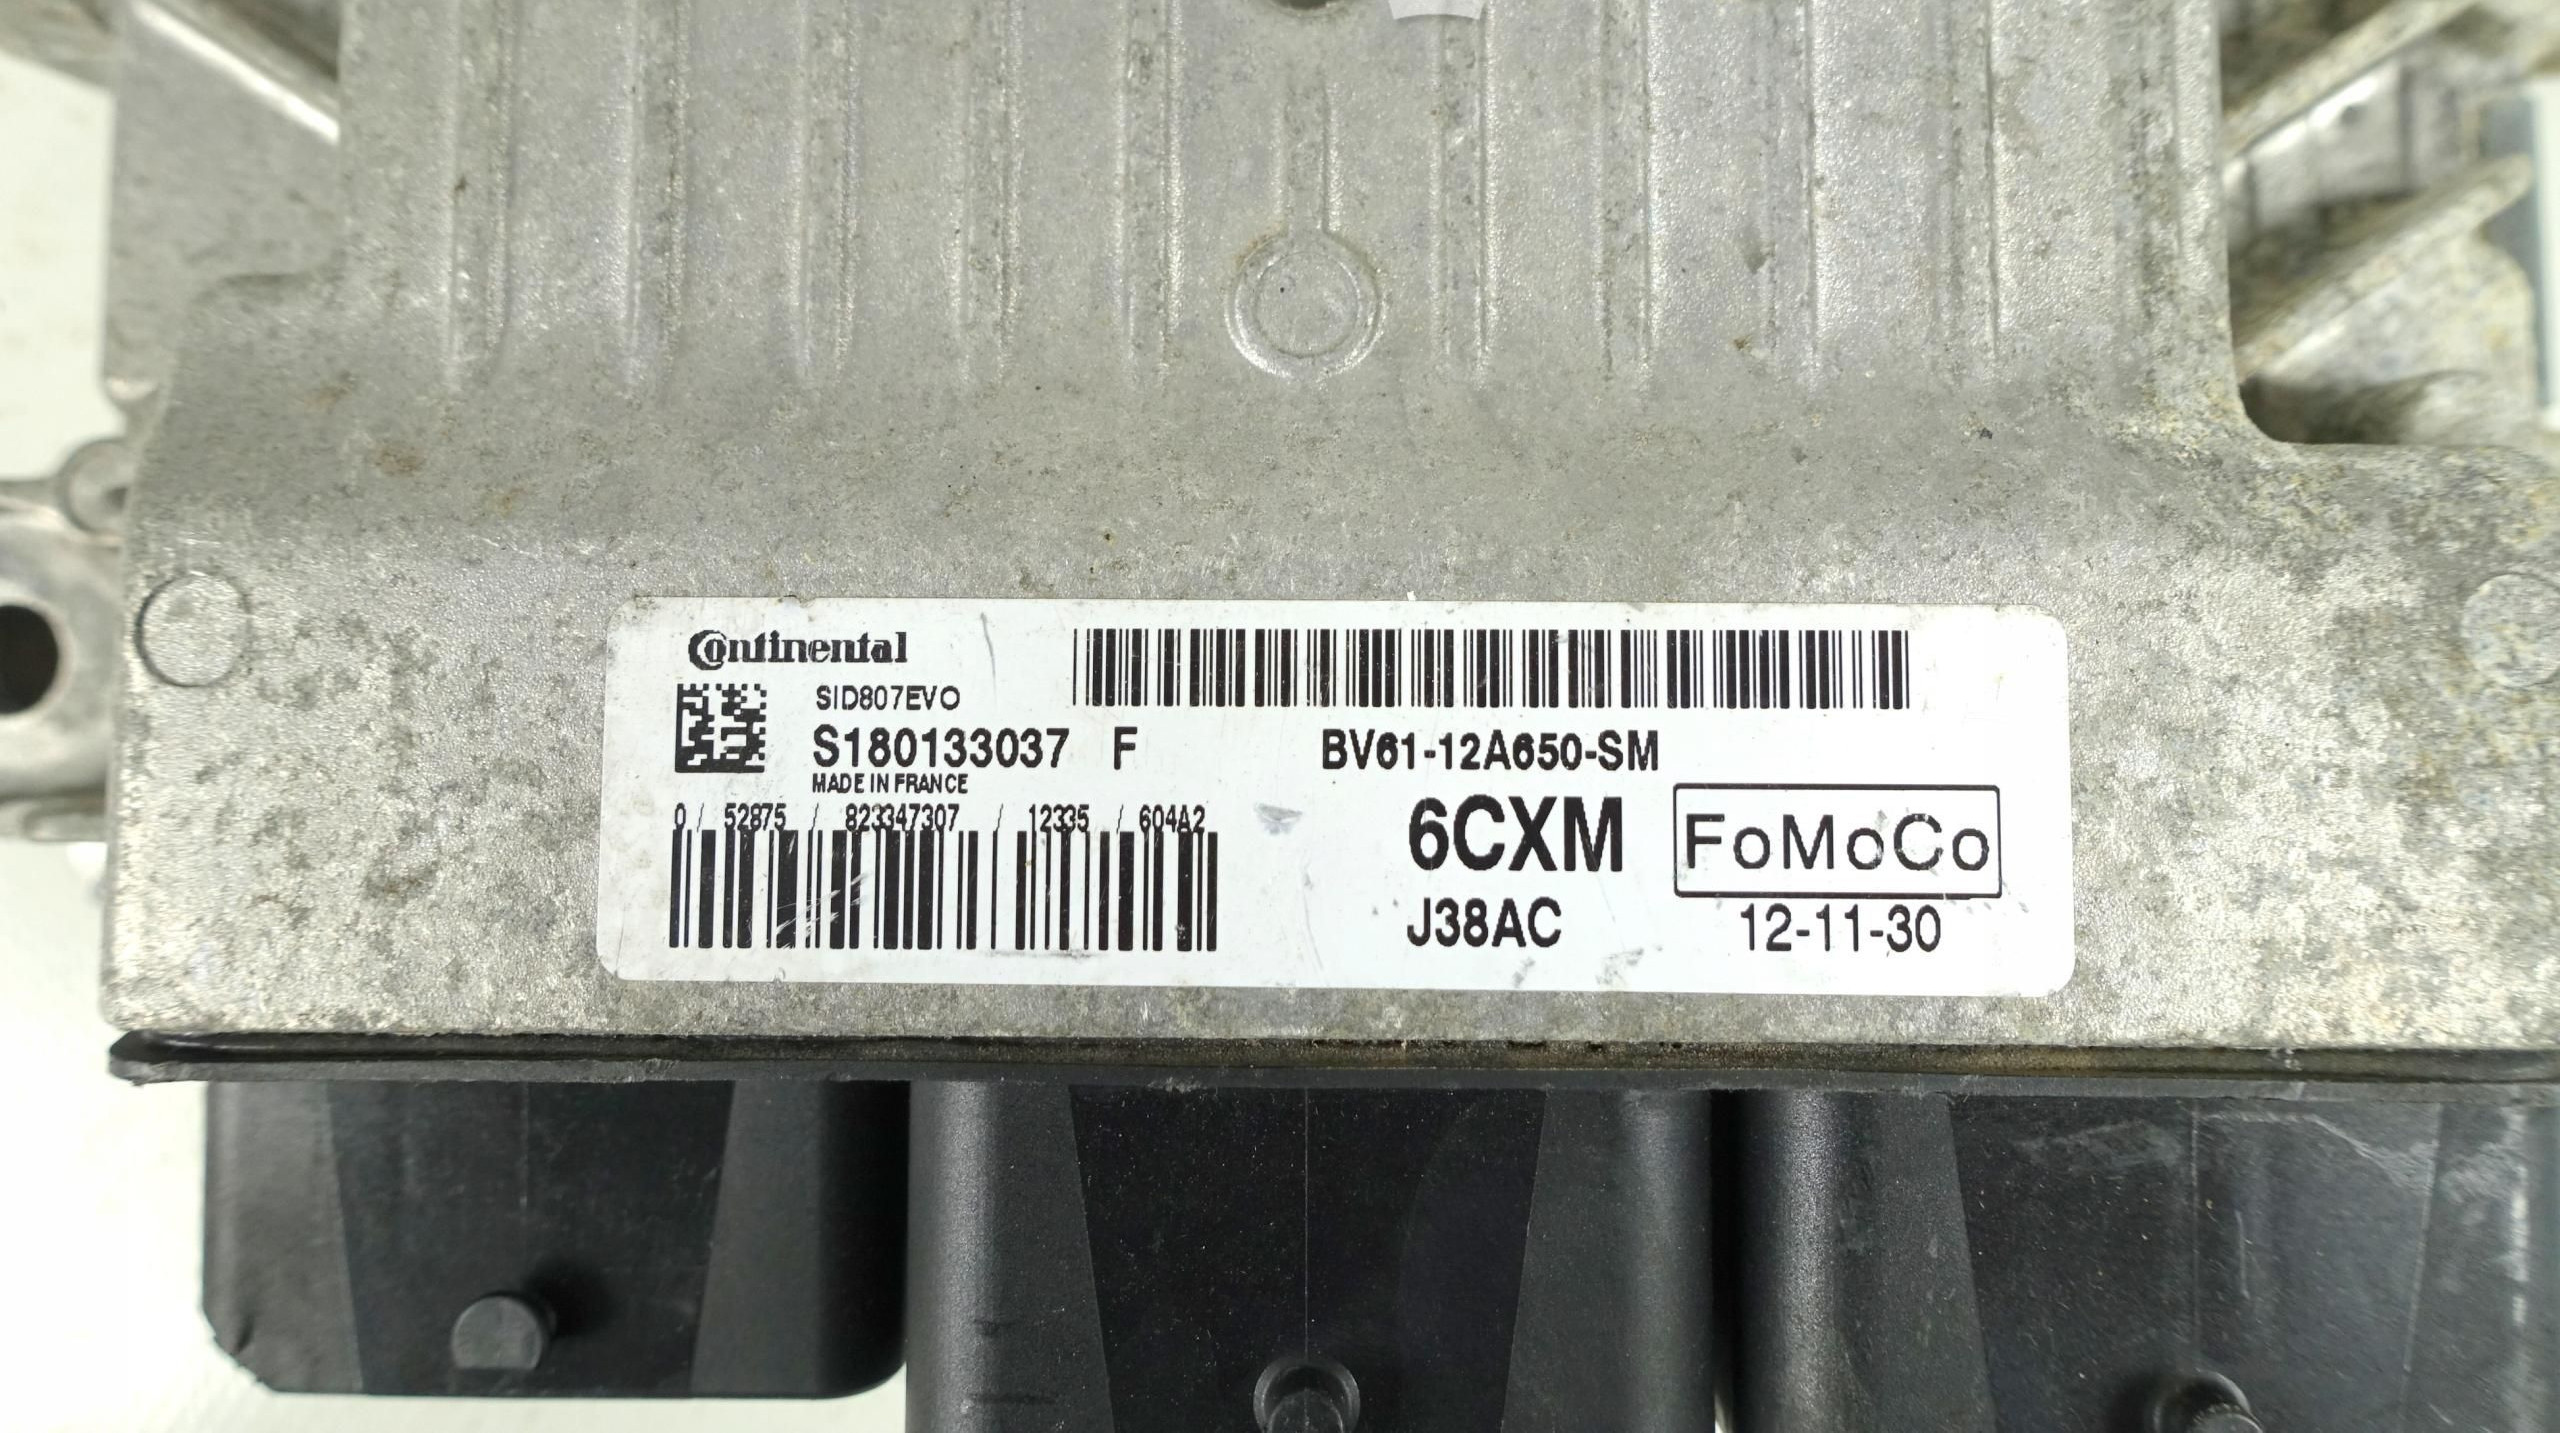 Continental
SID807EVO
S180133037 F
MADE IN FRANCE
0 / 52875 / 823347307 / 12335 / 604A2
BV61-12A650-SM
6CXM
FoMoCo
J38AC
12-11-30